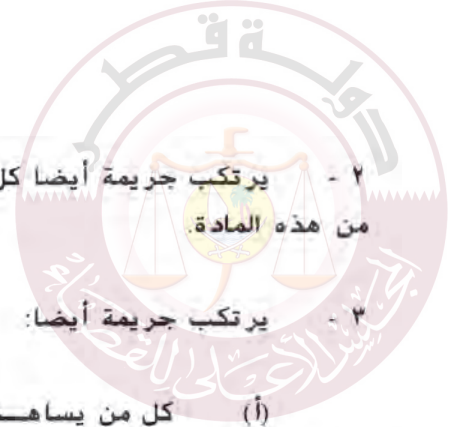 دولة قطر
٢ - يرتكب جريمة أيضا كل
من هذه المادة.
٣ - يرتكب جريمة أيضا:
(أ) كل من يساهـ
المجلس الأعلى للقضاء